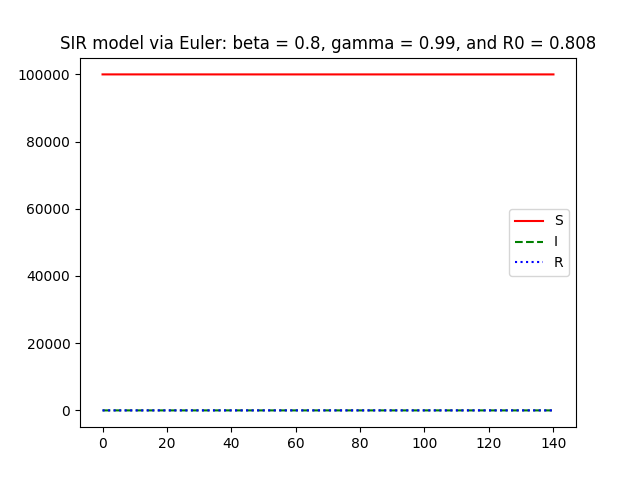 SIR model via Euler: beta = 0.8, gamma = 0.99, and R0 = 0.808
100000
80000
60000
40000
20000
0
S
I
R
0 20 40 60 80 100 120 140